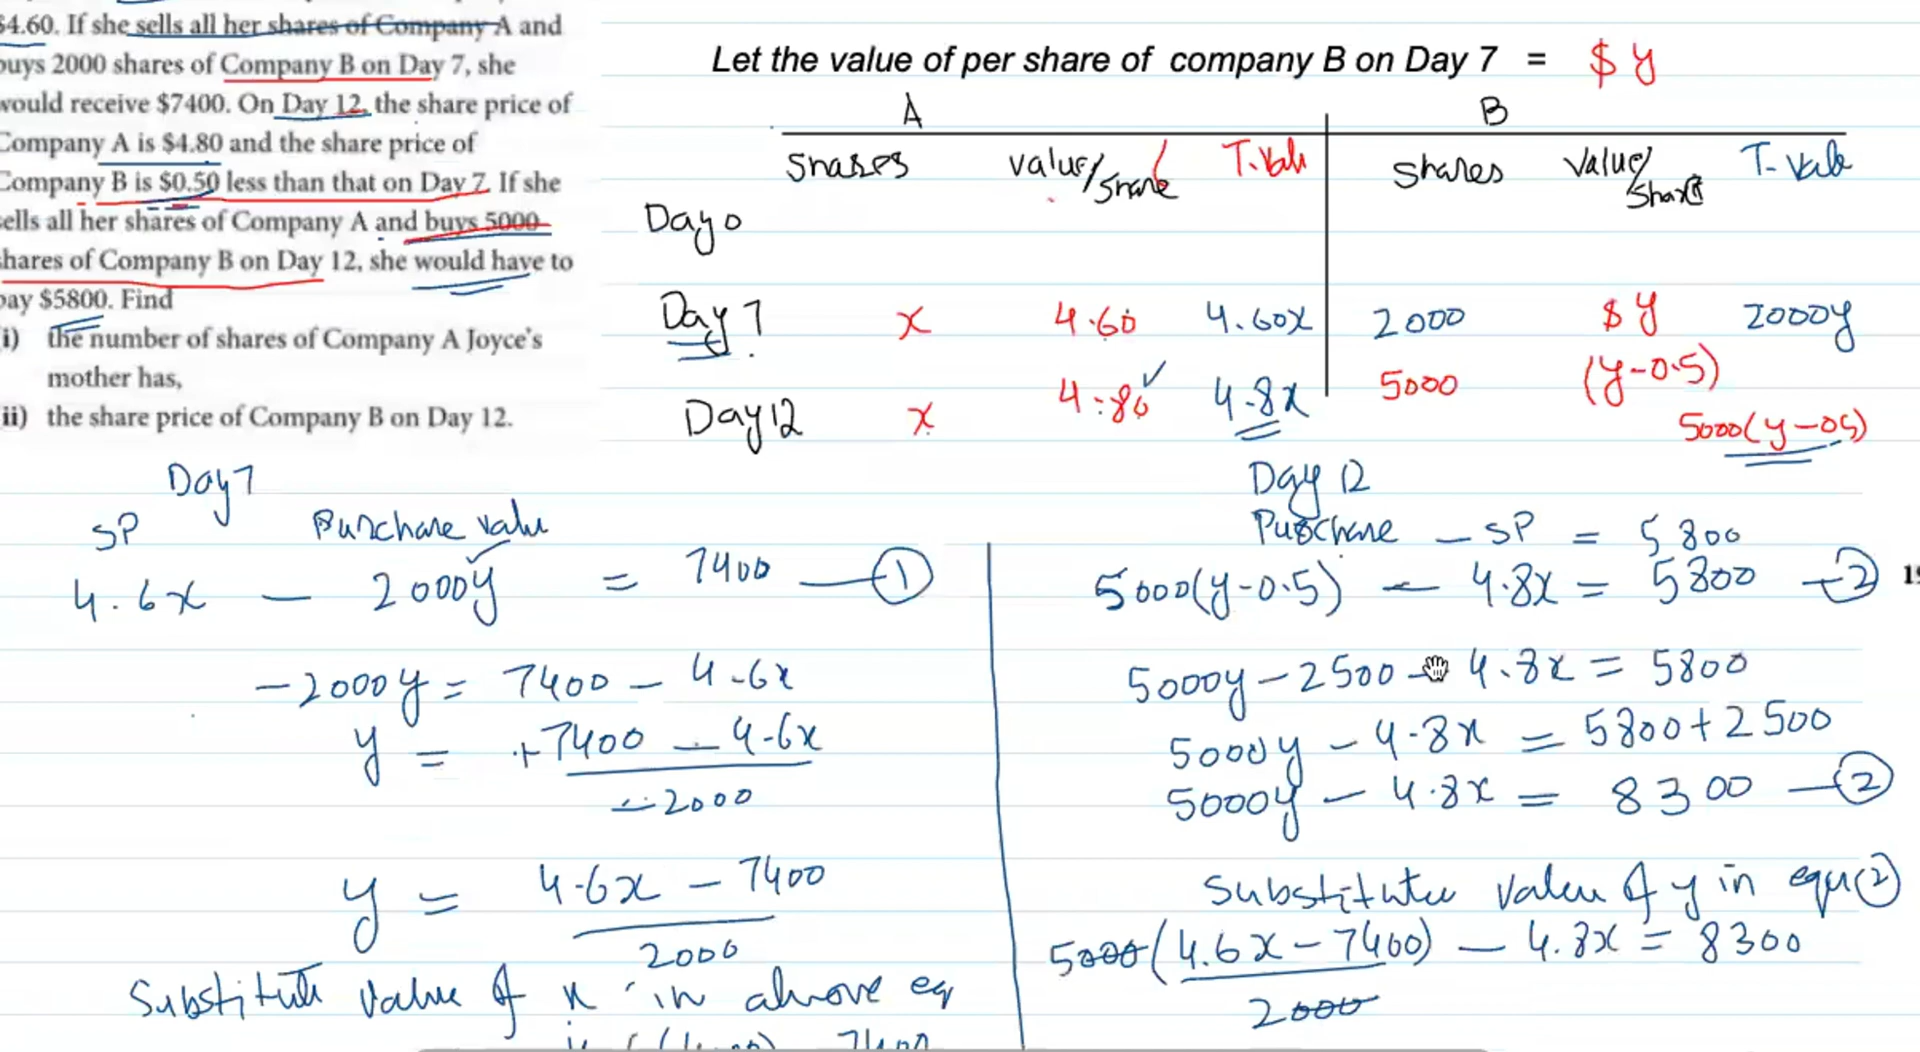 $4.60. If she sells all her shares of Company A and
buys 2000 shares of Company B on Day 7, she
would receive $7400. On Day 12, the share price of
Company A is $4.80 and the share price of
Company B is $0.50 less than that on Day 7. If she
sells all her shares of Company A and buys 5000
shares of Company B on Day 12, she would have to
pay $5800. Find
i) the number of shares of Company A Joyce's
mother has,
ii) the share price of Company B on Day 12.
Let the value of per share of company B on Day 7 = $ y
A B
shares value/share T. Vale shares Value/share T- Vale
Day 0
Day 7 x 4.60 4.60x 2000 $ y 2000y
Day 12 x 4.80 4.8x 5000 (y-0.5) 5000(y-05)
Day 7
SP Purchase value
4.6x - 2000y = 7400 - ①
-2000y = 7400 - 4.6x
y = +7400 - 4.6x
-2000
y = 4.6x - 7400
2000
Substitute value of x in above eq
Day 12
Purchase - SP = 5800
5000(y-0.5) - 4.8x = 5800 - 2
5000y - 2500 - 4.8x = 5800
5000y - 4.8x = 5800 + 2500
5000y - 4.8x = 8300 - ②
Substitute value of y in equ ②
5000(4.6x - 7400) - 4.8x = 8300
2000